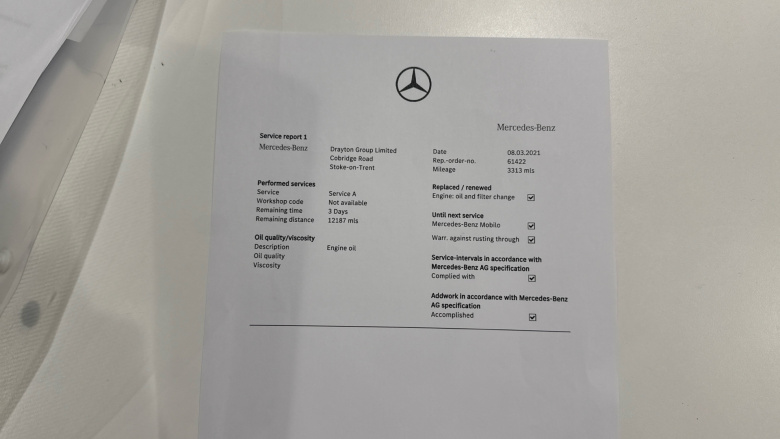 Mercedes-Benz
Service report 1
Mercedes-Benz
Drayton Group Limited
Cobridge Road
Stoke-on-Trent
Date 08.03.2021
Rep.-order-no. 61422
Mileage 3313 mls
Performed services
Service Service A
Workshop code Not available
Remaining time 3 Days
Remaining distance 12187 mls
Oil quality/viscosity
Description Engine oil
Oil quality
Viscosity
Replaced / renewed
Engine: oil and filter change
Until next service
Mercedes-Benz Mobilo
Warr. against rusting through
Service-intervals in accordance with
Mercedes-Benz AG specification
Complied with
Addwork in accordance with Mercedes-Benz
AG specification
Accomplished